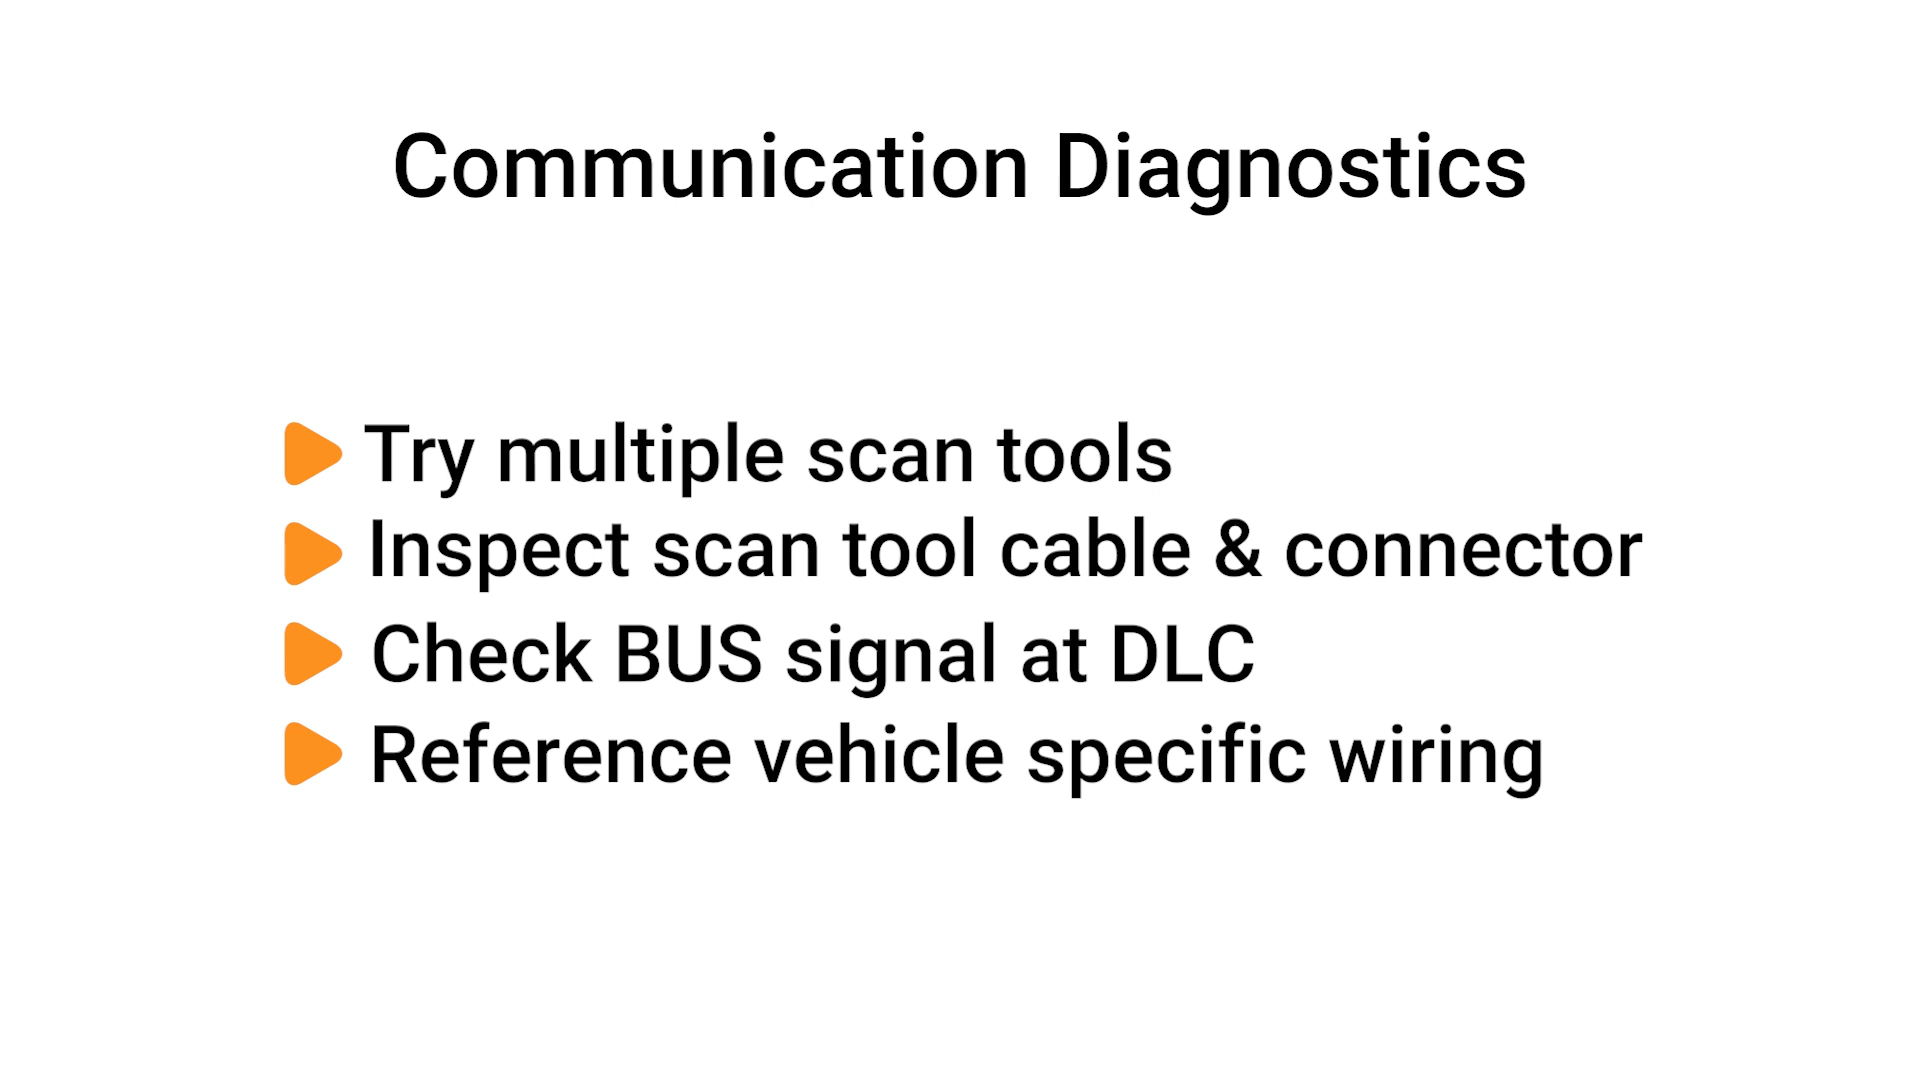 Communication Diagnostics
Try multiple scan tools
Inspect scan tool cable & connector
Check BUS signal at DLC
Reference vehicle specific wiring